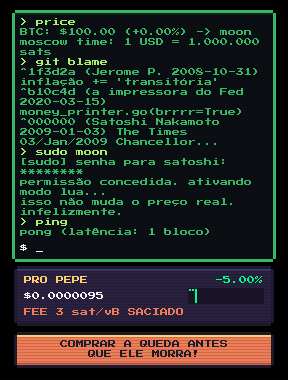 > price
BTC: $100.00 (+0.00%) -> moon
moscow time: 1 USD = 1.000.000
sats
> git blame
^1f3d2a (Jerome P. 2008-10-31)
inflação += 'transitória'
^b10c4d (a impressora do Fed
2020-03-15)
money_printer.go(brrrr=True)
^000000 (Satoshi Nakamoto
2009-01-03) The Times
03/Jan/2009 Chancellor...
> sudo moon
[sudo] senha para satoshi:
********
permissão concedida. ativando
modo lua...
isso não muda o preço real.
infelizmente.
> ping
pong (latência: 1 bloco)
$ _
PRO PEPE -5.00%
$0.0000095
FEE 3 sat/vB SACIADO
COMPRAR A QUEDA ANTES
QUE ELE MORRA!